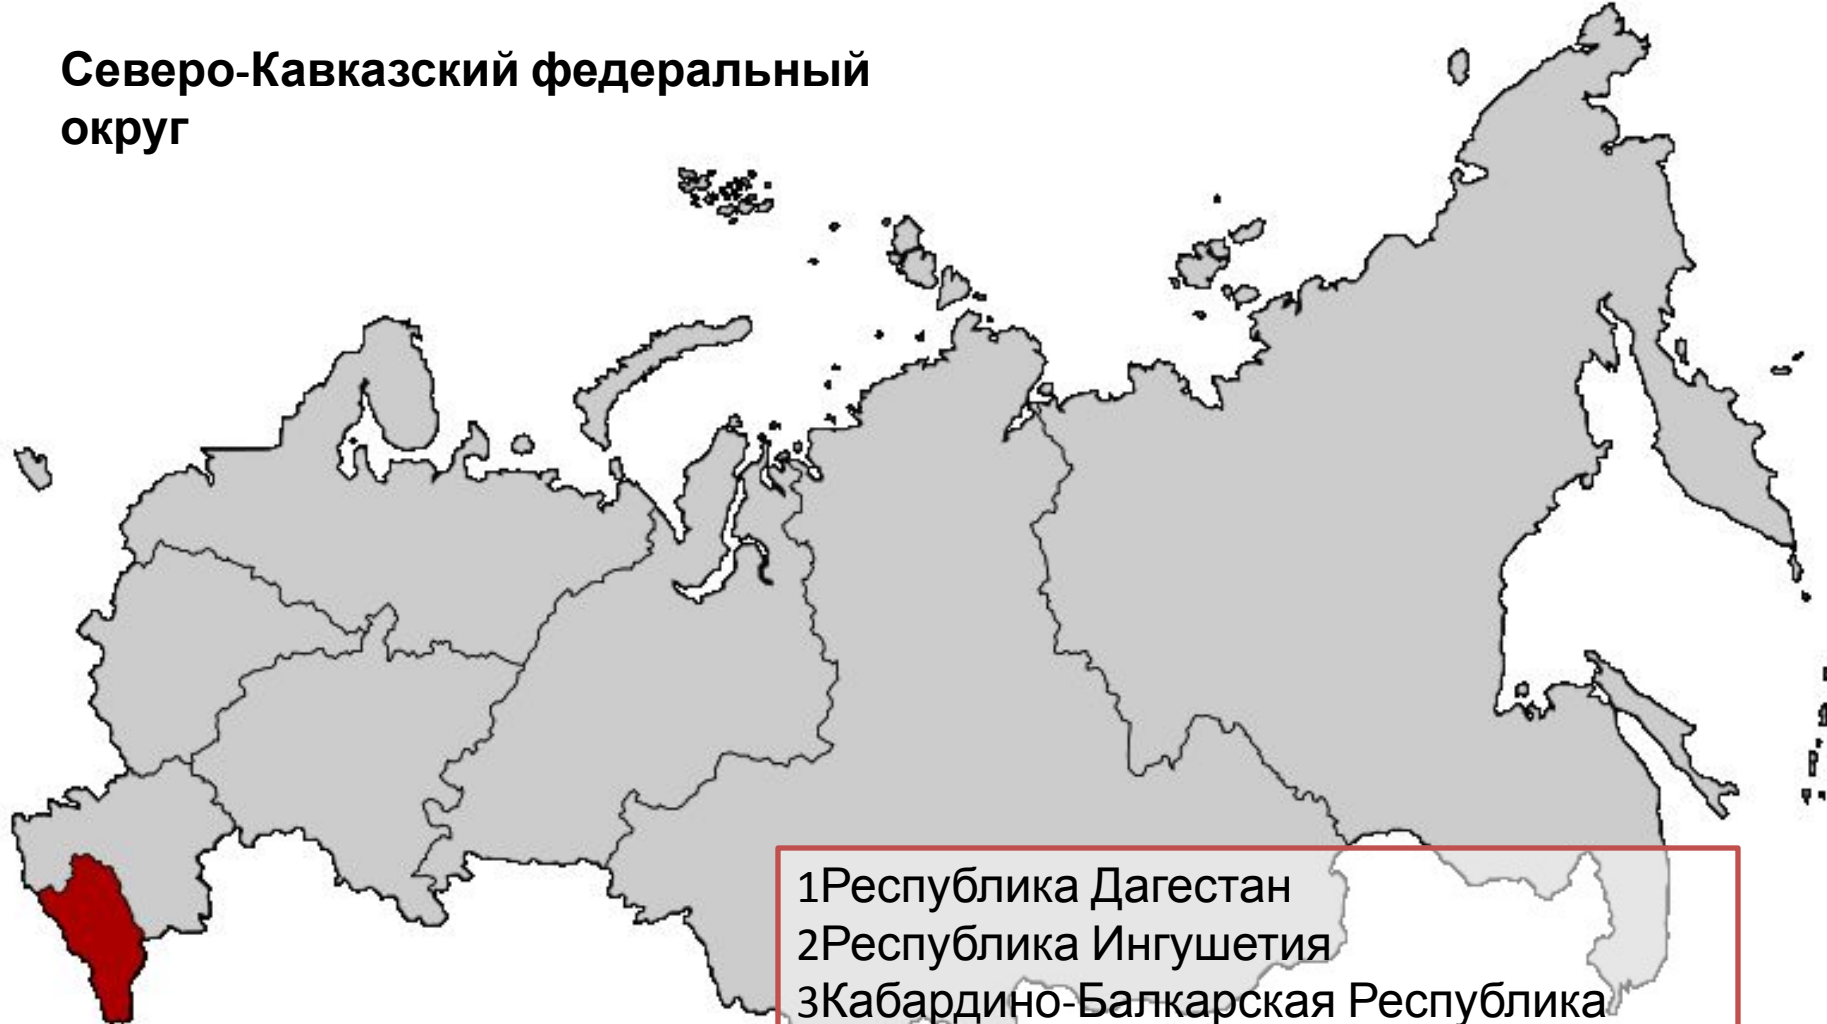 Северо-Кавказский федеральный
округ
1Республика Дагестан
2Республика Ингушетия
3Кабардино-Балкарская Республика